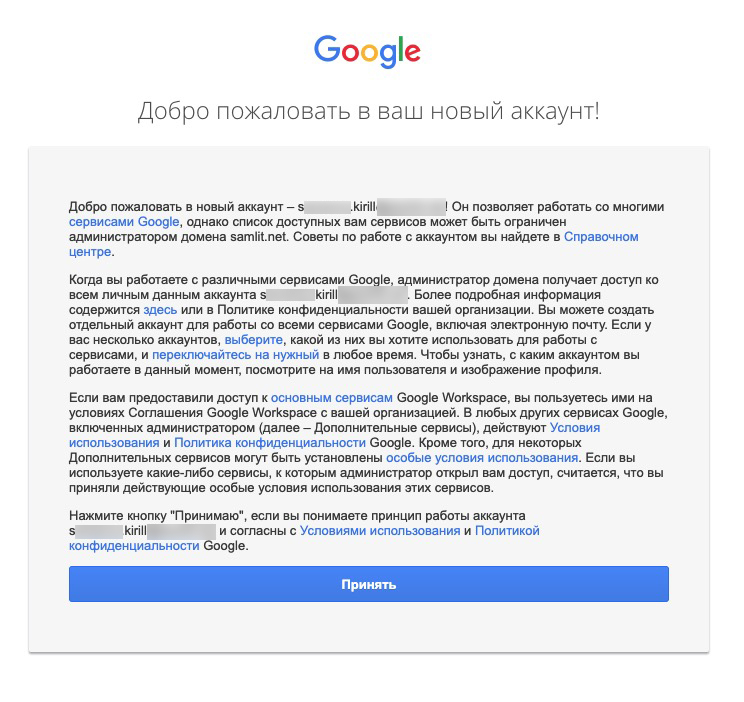 Google
Добро пожаловать в ваш новый аккаунт!
Добро пожаловать в новый аккаунт – s .kirill ! Он позволяет работать со многими
сервисами Google, однако список доступных вам сервисов может быть ограничен
администратором домена samlit.net. Советы по работе с аккаунтом вы найдете в Справочном
центре.
Когда вы работаете с различными сервисами Google, администратор домена получает доступ ко
всем личным данным аккаунта s kirill . Более подробная информация
содержится здесь или в Политике конфиденциальности вашей организации. Вы можете создать
отдельный аккаунт для работы со всеми сервисами Google, включая электронную почту. Если у
вас несколько аккаунтов, выберите, какой из них вы хотите использовать для работы с
сервисами, и переключайтесь на нужный в любое время. Чтобы узнать, с каким аккаунтом вы
работаете в данный момент, посмотрите на имя пользователя и изображение профиля.
Если вам предоставили доступ к основным сервисам Google Workspace, вы пользуетесь ими на
условиях Соглашения Google Workspace с вашей организацией. В любых других сервисах Google,
включенных администратором (далее – Дополнительные сервисы), действуют Условия
использования и Политика конфиденциальности Google. Кроме того, для некоторых
Дополнительных сервисов могут быть установлены особые условия использования. Если вы
используете какие-либо сервисы, к которым администратор открыл вам доступ, считается, что вы
приняли действующие особые условия использования этих сервисов.
Нажмите кнопку "Принимаю", если вы понимаете принцип работы аккаунта
s kirill и согласны с Условиями использования и Политикой
конфиденциальности Google.
Принять